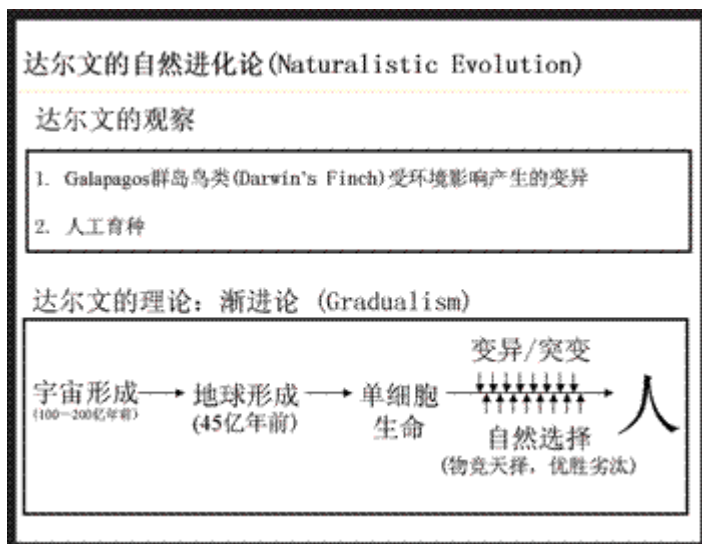 达尔文的自然进化论(Naturalistic Evolution)
达尔文的观察
1. Galapagos群岛鸟类(Darwin's Finch)受环境影响产生的变异
2. 人工育种
达尔文的理论: 渐进论 (Gradualism)
变异/突变
宇宙形成 地球形成 单细胞 人
(100-200亿年前) (45亿年前) 生命
自然选择
(物竞天择, 优胜劣汰)